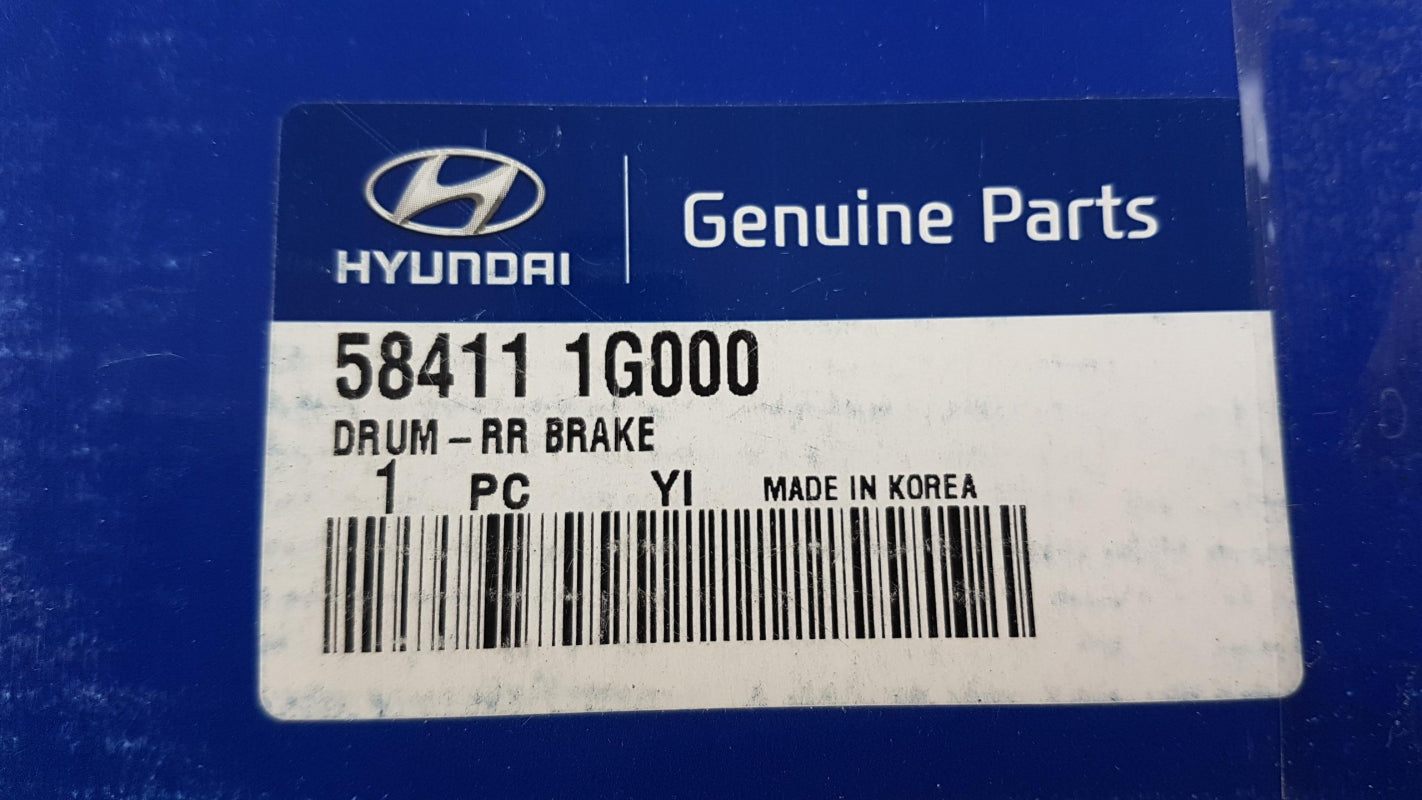 HYUNDAI
Genuine Parts
58411 1G000
DRUM – RR BRAKE
1 PC YI MADE IN KOREA